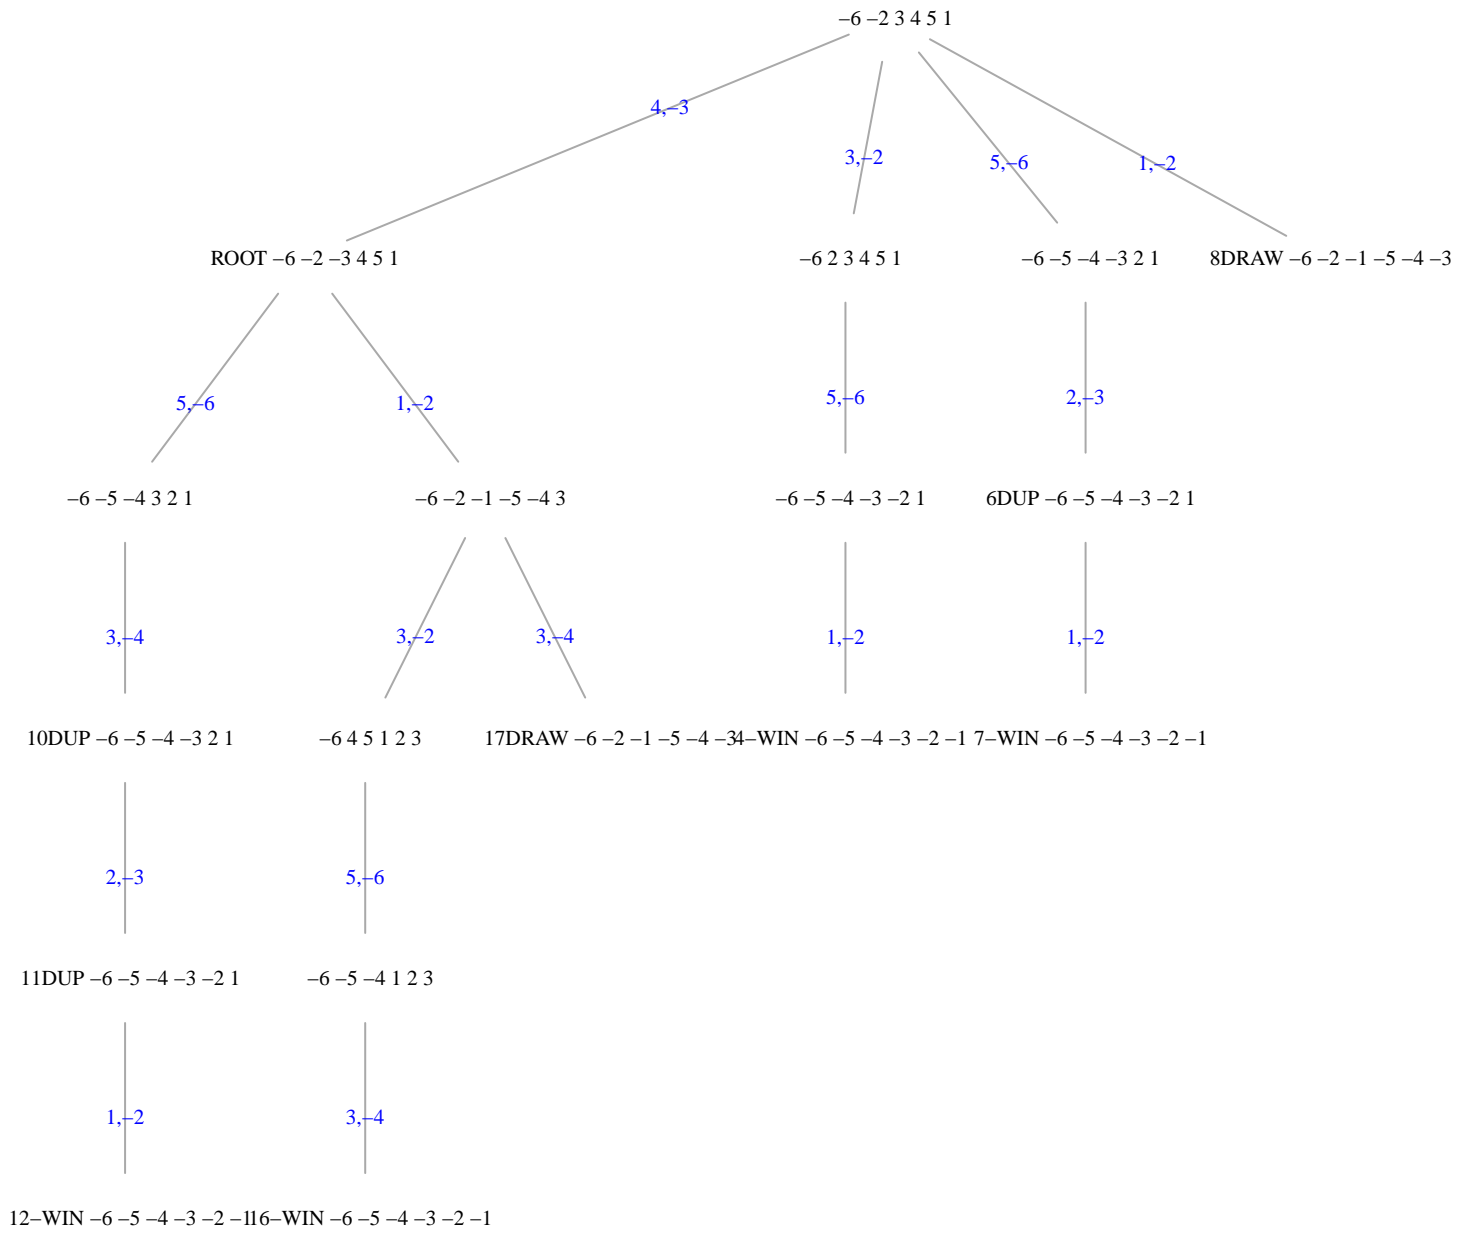 −6 −2 3 4 5 1
4,−3
3,−2
5,−6
1,−2
ROOT −6 −2 −3 4 5 1
−6 2 3 4 5 1
−6 −5 −4 −3 2 1
8DRAW −6 −2 −1 −5 −4 −3
5,−6
1,−2
5,−6
2,−3
−6 −5 −4 3 2 1
−6 −2 −1 −5 −4 3
−6 −5 −4 −3 −2 1
6DUP −6 −5 −4 −3 −2 1
3,−4
3,−2
3,−4
1,−2
1,−2
10DUP −6 −5 −4 −3 2 1
−6 4 5 1 2 3
17DRAW −6 −2 −1 −5 −4 −3
4−WIN −6 −5 −4 −3 −2 −1
7−WIN −6 −5 −4 −3 −2 −1
2,−3
5,−6
11DUP −6 −5 −4 −3 −2 1
−6 −5 −4 1 2 3
1,−2
3,−4
12−WIN −6 −5 −4 −3 −2 −1
16−WIN −6 −5 −4 −3 −2 −1